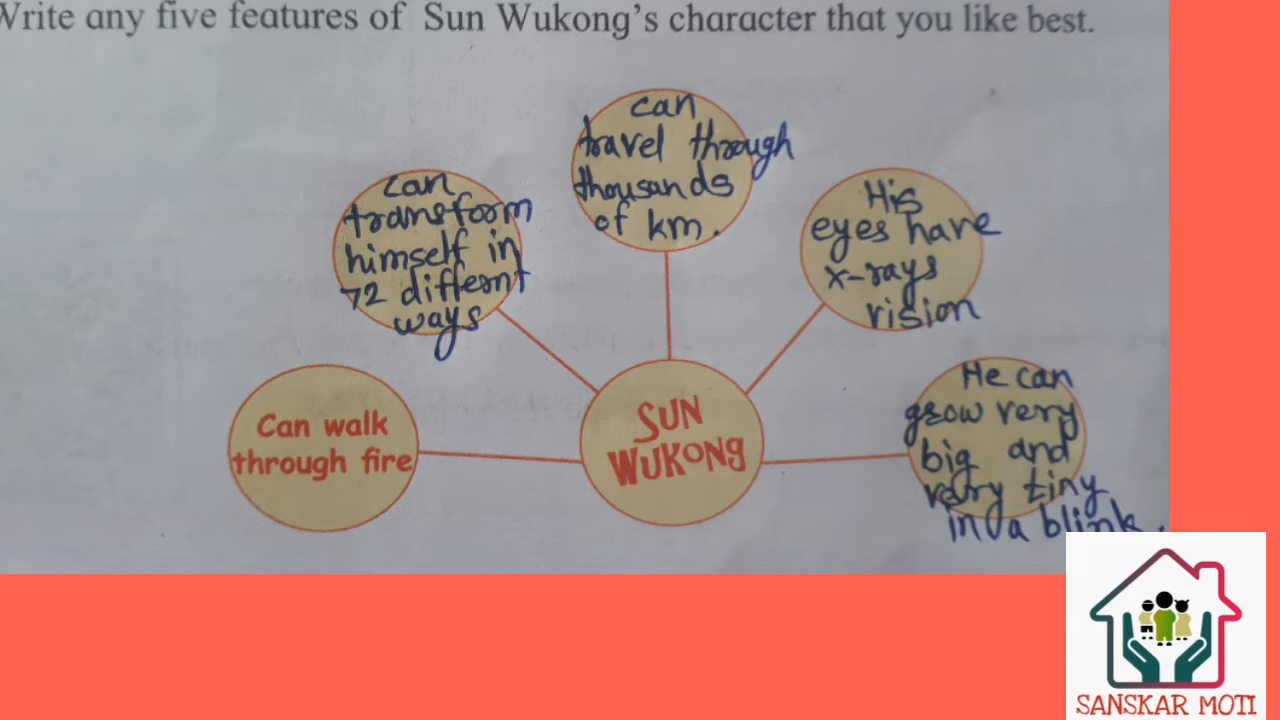 Write any five features of Sun Wukong's character that you like best.
can
travel through
thousands
of km.
can
transform
himself in
72 differnt
ways
His
eyes have
x-rays
vision
Can walk
through fire
SUN
WUKONG
He can
grow very
big and
very tiny
in a blink.
SANSKAR MOTI